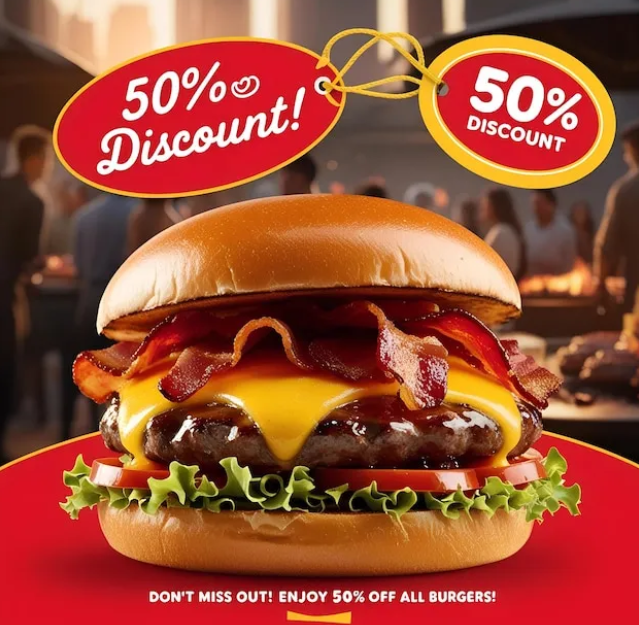 50%
Discount!
50%
DISCOUNT
DON'T MISS OUT! ENJOY 50% OFF ALL BURGERS!